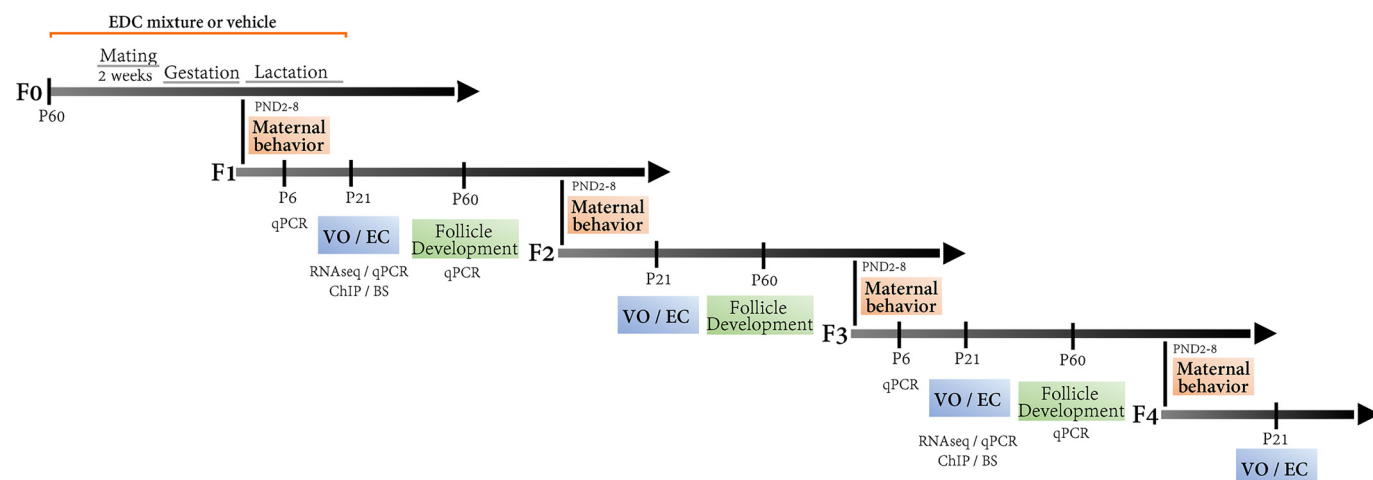 EDC mixture or vehicle
Mating
2 weeks
Gestation
Lactation
F0
P60
PND2-8
Maternal
behavior
F1
P6
P21
P60
qPCR
VO / EC
RNAseq / qPCR
ChIP / BS
Follicle
Development
qPCR
PND2-8
Maternal
behavior
F2
P21
P60
VO / EC
Follicle
Development
PND2-8
Maternal
behavior
F3
P6
P21
P60
qPCR
VO / EC
RNAseq / qPCR
ChIP / BS
Follicle
Development
qPCR
PND2-8
Maternal
behavior
F4
P21
VO / EC